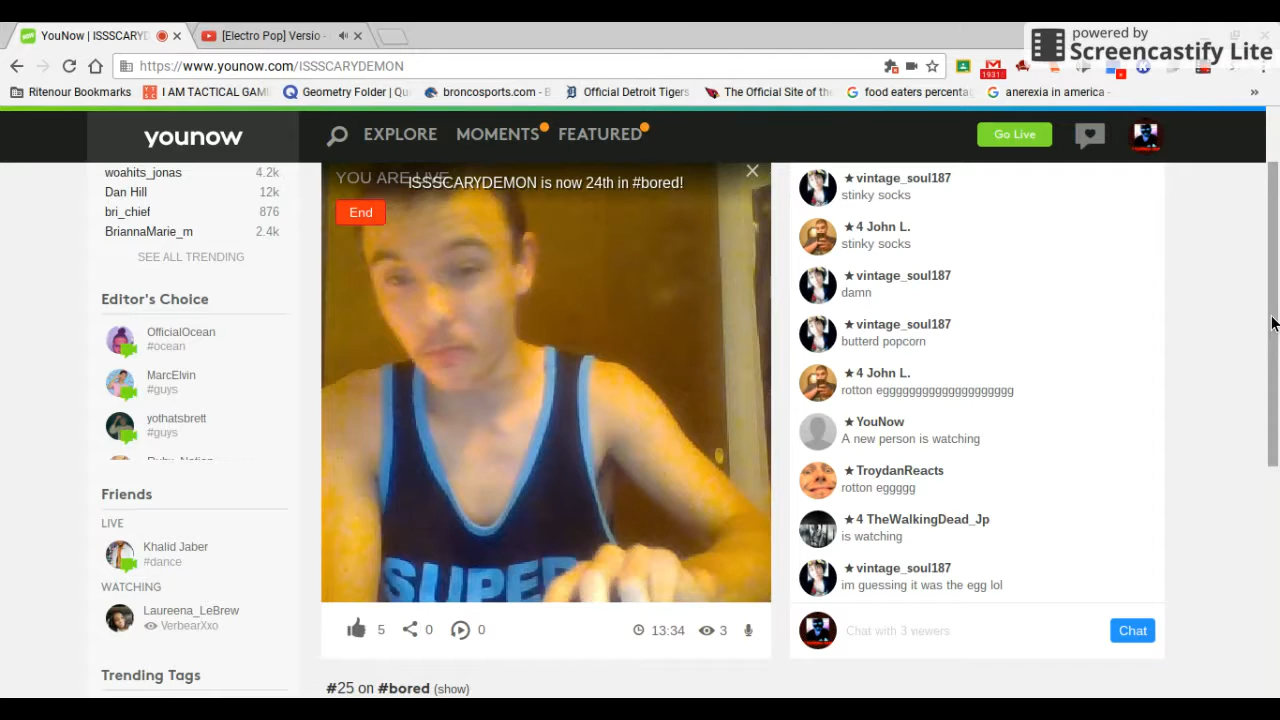 powered by
Screencastify Lite
YouNow | ISSSCARYD
[Electro Pop] Versio -
https://www.younow.com/ISSSCARYDEMON
1931
Ritenour Bookmarks
I AM TACTICAL GAMI
Geometry Folder | Qu
broncosports.com - B
Official Detroit Tigers
The Official Site of th
food eaters percenta
anerexia in america -
»
younow
EXPLORE
MOMENTS
FEATURED
Go Live
woahits_jonas 4.2k
Dan Hill 12k
bri_chief 876
BriannaMarie_m 2.4k
SEE ALL TRENDING
Editor's Choice
OfficialOcean
#ocean
MarcElvin
#guys
yothatsbrett
#guys
Friends
LIVE
Khalid Jaber
#dance
WATCHING
Laureena_LeBrew
VerbearXxo
Trending Tags
YOU ARE LIVE
ISSSCARYDEMON is now 24th in #bored!
End
SUPER
5 0 0 13:34 3
#25 on #bored (show)
★vintage_soul187
stinky socks
★4 John L.
stinky socks
★vintage_soul187
damn
★vintage_soul187
butterd popcorn
★4 John L.
rotton egggggggggggggggggggg
★YouNow
A new person is watching
★TroydanReacts
rotton eggggg
★4 TheWalkingDead_Jp
is watching
★vintage_soul187
im guessing it was the egg lol
Chat with 3 viewers
Chat